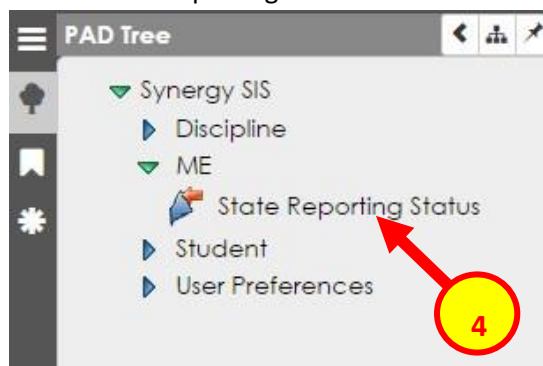 PAD Tree
Synergy SIS
Discipline
ME
State Reporting Status
Student
User Preferences
4